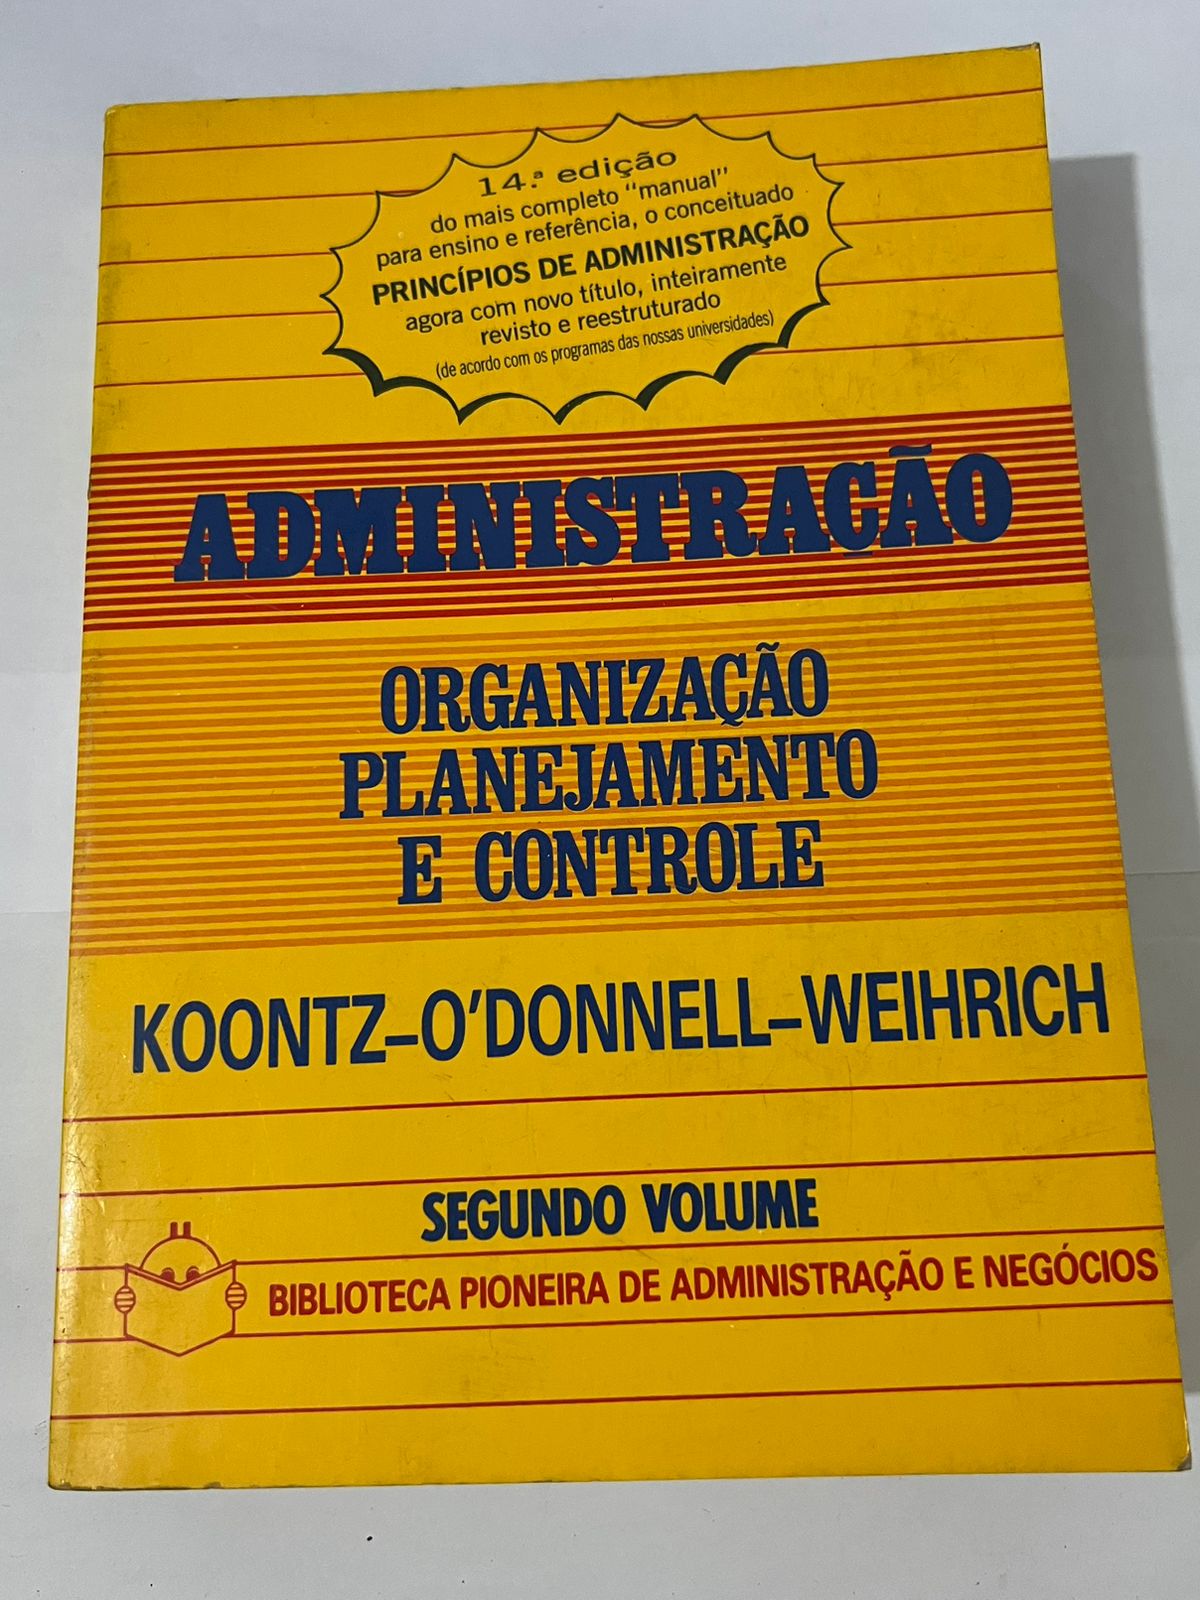 14.ª edição
do mais completo "manual"
para ensino e referência, o conceituado
PRINCÍPIOS DE ADMINISTRAÇÃO
agora com novo título, inteiramente
revisto e reestruturado
(de acordo com os programas das nossas universidades)
ADMINISTRAÇÃO
ORGANIZAÇÃO
PLANEJAMENTO
E CONTROLE
KOONTZ-O'DONNELL-WEIHRICH
SEGUNDO VOLUME
BIBLIOTECA PIONEIRA DE ADMINISTRAÇÃO E NEGÓCIOS